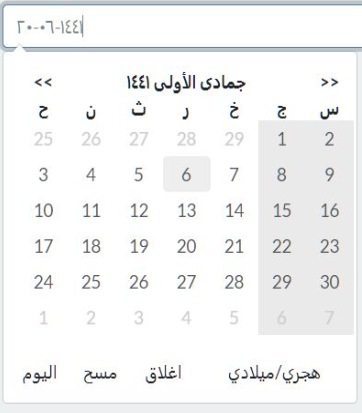 ٢٠-٠٦-١٤٤١
<< جمادى الأولى ١٤٤١ >>
س ج خ ر ث ن ح
25 26 27 28 29 1 2
3 4 5 6 7 8 9
10 11 12 13 14 15 16
17 18 19 20 21 22 23
24 25 26 27 28 29 30
1 2 3 4 5 6 7
هجري/ميلادي اغلاق مسح اليوم